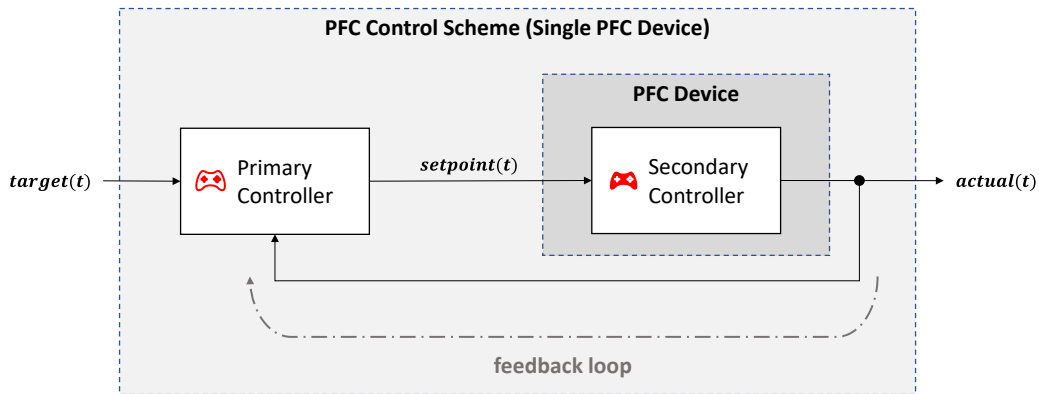 PFC Control Scheme (Single PFC Device)
PFC Device
target(t)
Primary
Controller
setpoint(t)
Secondary
Controller
actual(t)
feedback loop